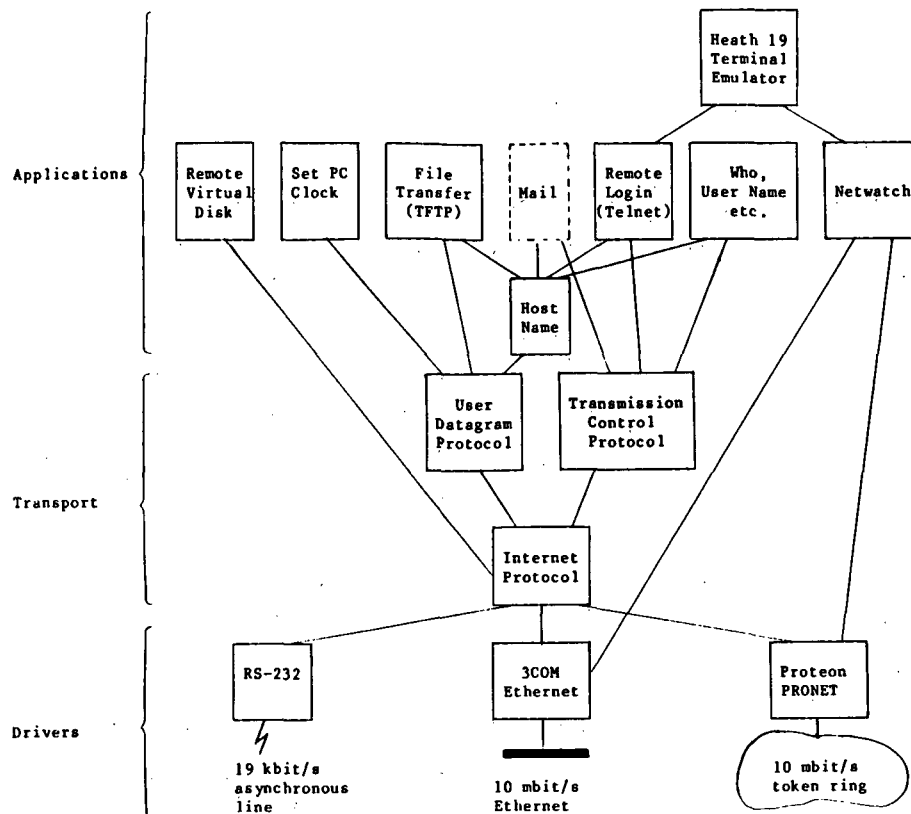 Heath 19
Terminal
Emulator
Applications
Remote
Virtual
Disk
Set PC
Clock
File
Transfer
(TFTP)
Mail
Remote
Login
(Telnet)
Who,
User Name
etc.
Netwatch
Host
Name
Transport
User
Datagram
Protocol
Transmission
Control
Protocol
Internet
Protocol
Drivers
RS-232
3COM
Ethernet
Proteon
PRONET
19 kbit/s
asynchronous
line
10 mbit/s
Ethernet
10 mbit/s
token ring